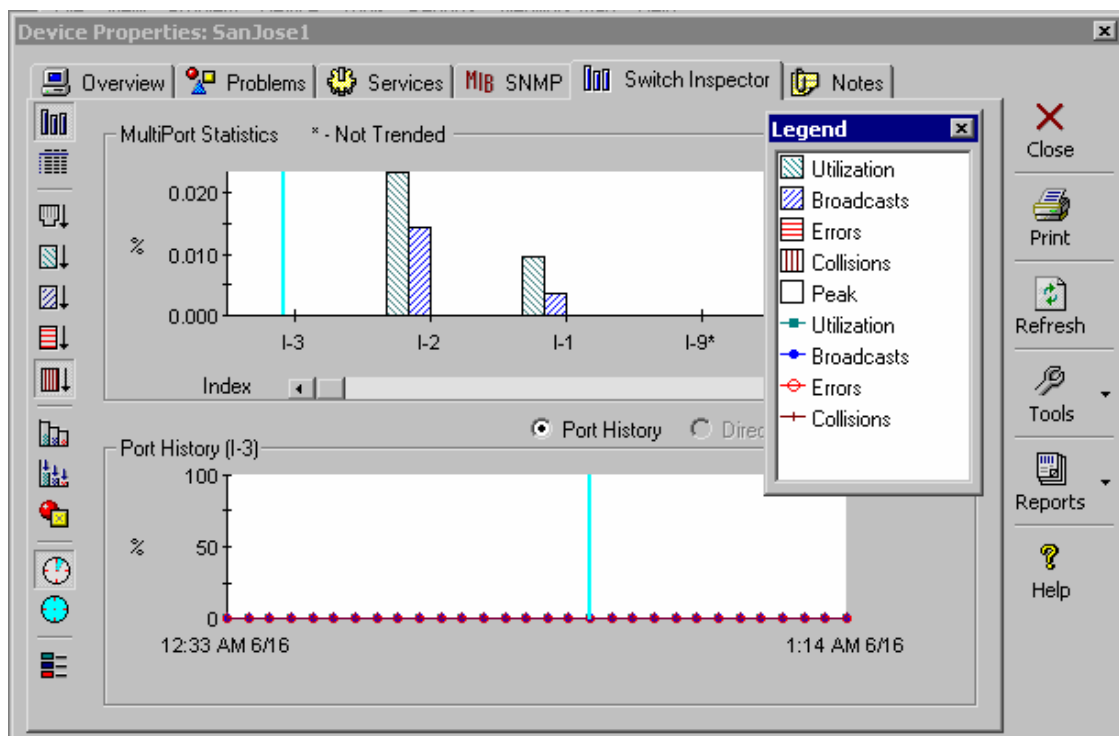 Device Properties: SanJose1
Overview Problems Services MIB SNMP Switch Inspector Notes
MultiPort Statistics * - Not Trended
0.020
%
0.010
0.000
I-3 I-2 I-1 I-9*
Index
Port History Direc
Port History (I-3)
100
%
50
0
12:33 AM 6/16 1:14 AM 6/16
Legend
Utilization
Broadcasts
Errors
Collisions
Peak
Utilization
Broadcasts
Errors
Collisions
Close
Print
Refresh
Tools
Reports
Help